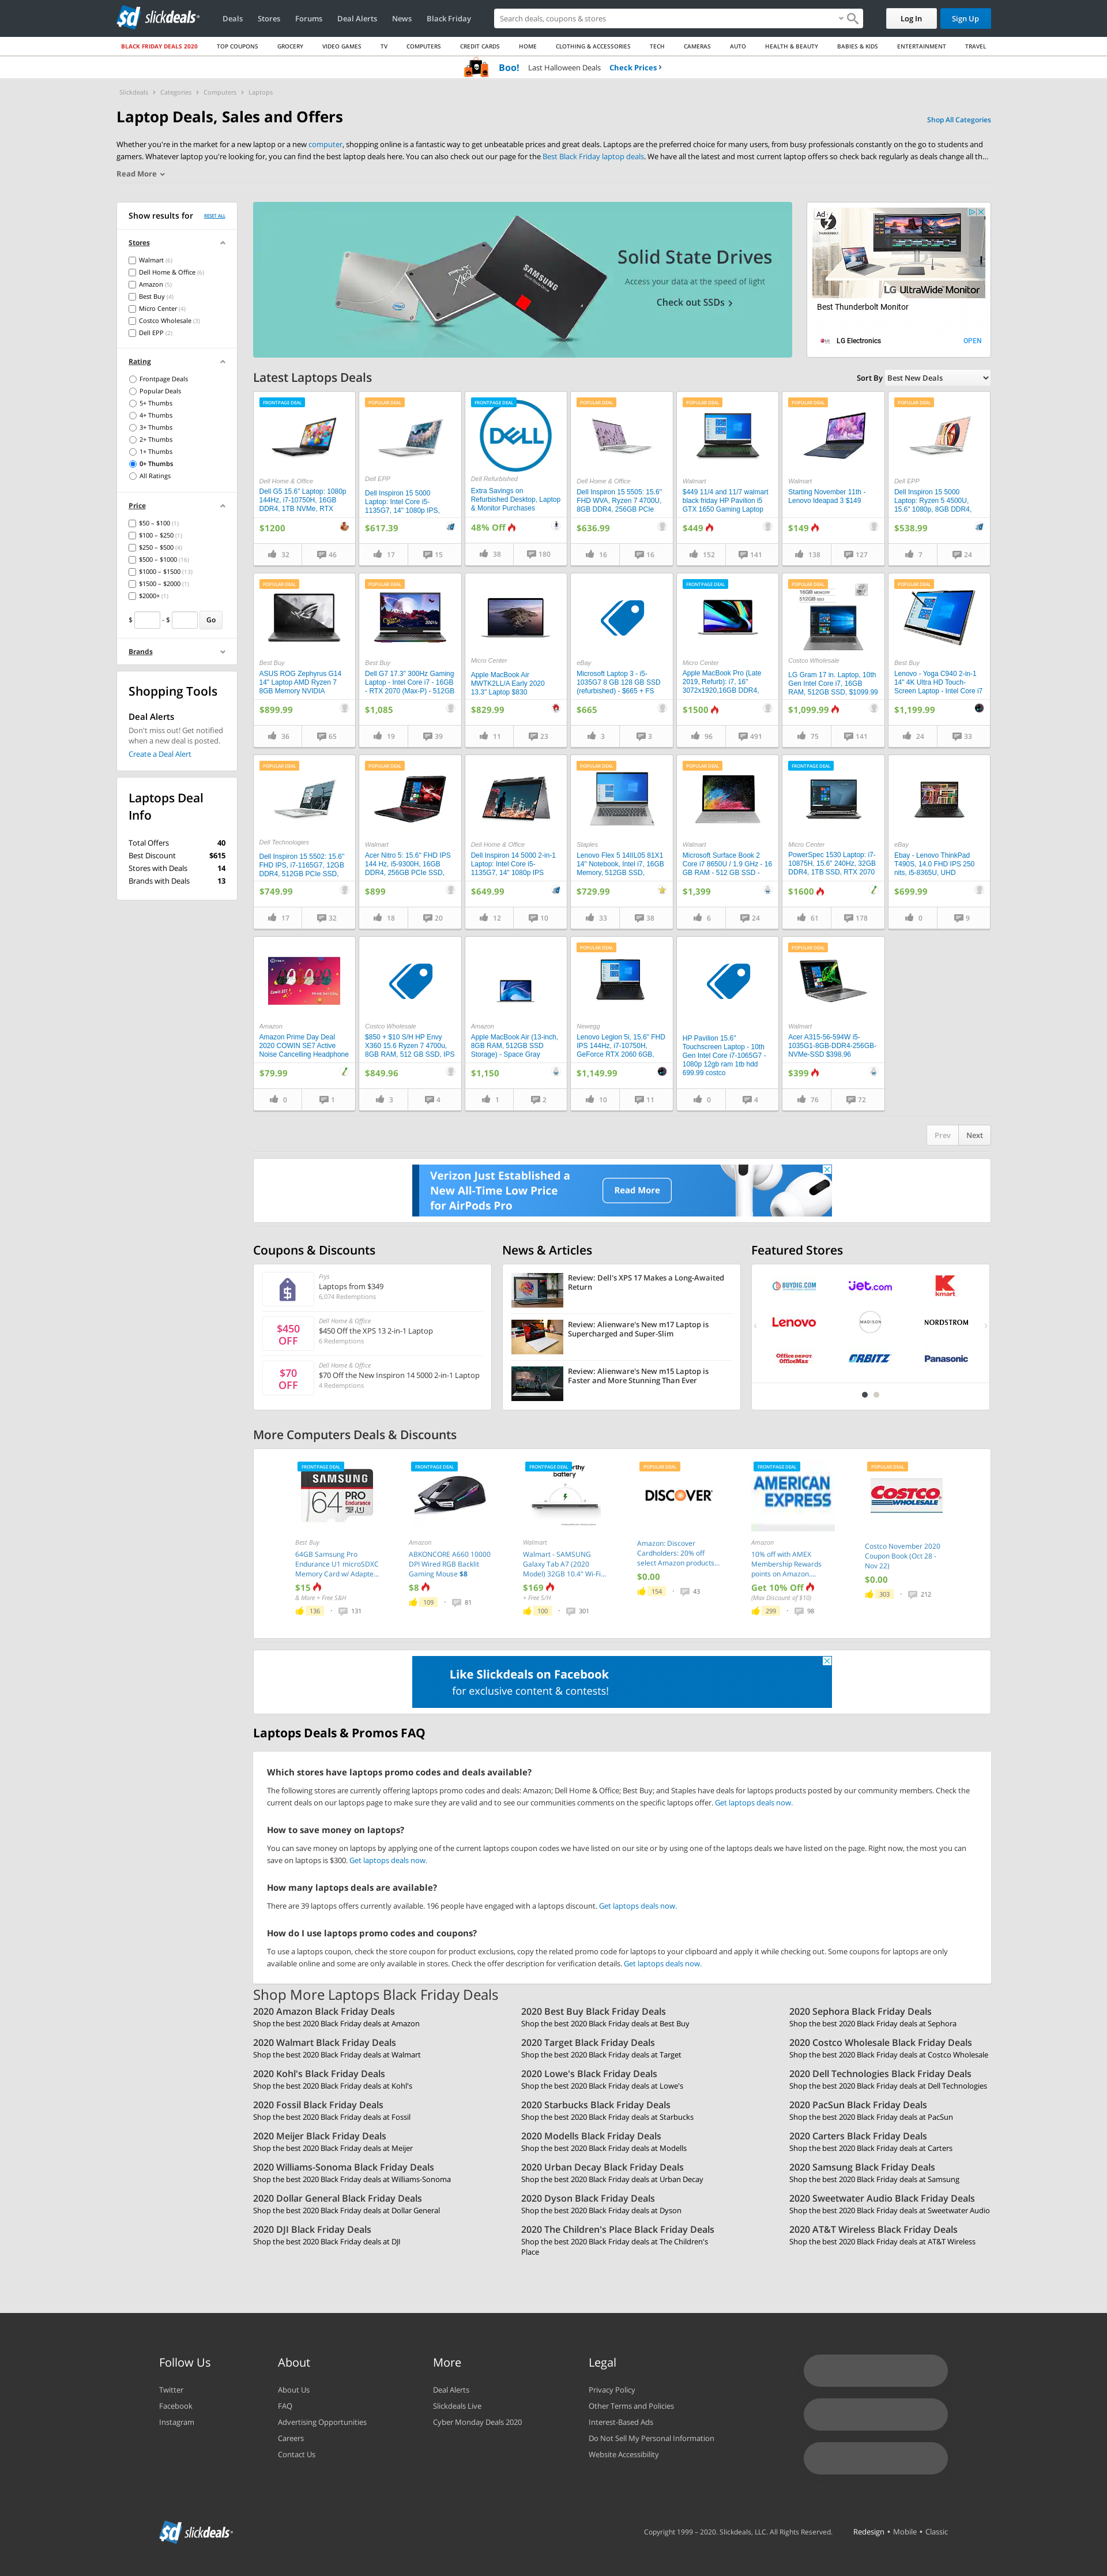 sd slickdeals
Deals Stores Forums Deal Alerts News Black Friday
Search deals, coupons & stores
Log In Sign Up
BLACK FRIDAY DEALS 2020 TOP COUPONS GROCERY VIDEO GAMES TV COMPUTERS CREDIT CARDS HOME CLOTHING & ACCESSORIES TECH CAMERAS AUTO HEALTH & BEAUTY BABIES & KIDS ENTERTAINMENT TRAVEL
Boo! Last Halloween Deals Check Prices ›
Slickdeals › Categories › Computers › Laptops
Laptop Deals, Sales and Offers
Shop All Categories
Whether you're in the market for a new laptop or a new computer, shopping online is a fantastic way to get unbeatable prices and great deals. Laptops are the preferred choice for many users, from busy professionals constantly on the go to students and
gamers. Whatever laptop you're looking for, you can find the best laptop deals here. You can also check out our page for the Best Black Friday laptop deals. We have all the latest and most current laptop offers so check back regularly as deals change all th...
Read More
Show results for RESET ALL
Stores
Walmart (6)
Dell Home & Office (6)
Amazon (5)
Best Buy (4)
Micro Center (4)
Costco Wholesale (3)
Dell EPP (2)
Rating
Frontpage Deals
Popular Deals
5+ Thumbs
4+ Thumbs
3+ Thumbs
2+ Thumbs
1+ Thumbs
0+ Thumbs
All Ratings
Price
$50 – $100 (1)
$100 – $250 (1)
$250 – $500 (4)
$500 – $1000 (16)
$1000 – $1500 (13)
$1500 – $2000 (1)
$2000+ (1)
$ - $ Go
Brands
Shopping Tools
Deal Alerts
Don't miss out! Get notified
when a new deal is posted.
Create a Deal Alert
Laptops Deal
Info
Total Offers 40
Best Discount $615
Stores with Deals 14
Brands with Deals 13
Solid State Drives
Access your data at the speed of light
Check out SSDs ›
SAMSUNG
Ad
LG UltraWide Monitor
Best Thunderbolt Monitor
LG Electronics OPEN
Latest Laptops Deals
Sort By Best New Deals
FRONTPAGE DEAL
Dell Home & Office
Dell G5 15.6" Laptop: 1080p
144Hz, i7-10750H, 16GB
DDR4, 1TB NVMe, RTX
$1200
32 46
POPULAR DEAL
Dell EPP
Dell Inspiron 15 5000
Laptop: Intel Core i5-
1135G7, 14" 1080p IPS,
$617.39
17 15
FRONTPAGE DEAL
DELL
Dell Refurbished
Extra Savings on
Refurbished Desktop, Laptop
& Monitor Purchases
48% Off
38 180
POPULAR DEAL
Dell Home & Office
Dell Inspiron 15 5505: 15.6"
FHD WVA, Ryzen 7 4700U,
8GB DDR4, 256GB PCIe
$636.99
16 16
POPULAR DEAL
Walmart
$449 11/4 and 11/7 walmart
black friday HP Pavilion i5
GTX 1650 Gaming Laptop
$449
152 141
POPULAR DEAL
Walmart
Starting November 11th -
Lenovo Ideapad 3 $149
$149
138 127
POPULAR DEAL
Dell EPP
Dell Inspiron 15 5000
Laptop: Ryzen 5 4500U,
15.6" 1080p, 8GB DDR4,
$538.99
7 24
POPULAR DEAL
Best Buy
ASUS ROG Zephyrus G14
14" Laptop AMD Ryzen 7
8GB Memory NVIDIA
$899.99
36 65
POPULAR DEAL
Best Buy
Dell G7 17.3" 300Hz Gaming
Laptop - Intel Core i7 - 16GB
- RTX 2070 (Max-P) - 512GB
$1,085
19 39
Micro Center
Apple MacBook Air
MWTK2LL/A Early 2020
13.3" Laptop $830
$829.99
11 23
eBay
Microsoft Laptop 3 - i5-
1035G7 8 GB 128 GB SSD
(refurbished) - $665 + FS
$665
3 3
FRONTPAGE DEAL
Micro Center
Apple MacBook Pro (Late
2019, Refurb): i7, 16"
3072x1920,16GB DDR4,
$1500
96 491
POPULAR DEAL
16GB MEMORY
512GB SSD
Costco Wholesale
LG Gram 17 in. Laptop, 10th
Gen Intel Core i7, 16GB
RAM, 512GB SSD, $1099.99
$1,099.99
75 141
POPULAR DEAL
Best Buy
Lenovo - Yoga C940 2-in-1
14" 4K Ultra HD Touch-
Screen Laptop - Intel Core i7
$1,199.99
24 33
POPULAR DEAL
Dell Technologies
Dell Inspiron 15 5502: 15.6"
FHD IPS, i7-1165G7, 12GB
DDR4, 512GB PCIe SSD,
$749.99
17 32
POPULAR DEAL
Walmart
Acer Nitro 5: 15.6" FHD IPS
144 Hz, i5-9300H, 16GB
DDR4, 256GB PCIe SSD,
$899
18 20
Dell Home & Office
Dell Inspiron 14 5000 2-in-1
Laptop: Intel Core i5-
1135G7, 14" 1080p IPS
$649.99
12 10
POPULAR DEAL
Staples
Lenovo Flex 5 14IIL05 81X1
14" Notebook, Intel i7, 16GB
Memory, 512GB SSD,
$729.99
33 38
POPULAR DEAL
Walmart
Microsoft Surface Book 2
Core i7 8650U / 1.9 GHz - 16
GB RAM - 512 GB SSD -
$1,399
6 24
FRONTPAGE DEAL
Micro Center
PowerSpec 1530 Laptop: i7-
10875H, 15.6" 240Hz, 32GB
DDR4, 1TB SSD, RTX 2070
$1600
61 178
eBay
Ebay - Lenovo ThinkPad
T490S, 14.0 FHD IPS 250
nits, i5-8365U, UHD
$699.99
0 9
Amazon
Amazon Prime Day Deal
2020 COWIN SE7 Active
Noise Cancelling Headphone
$79.99
0 1
Costco Wholesale
$850 + $10 S/H HP Envy
X360 15.6 Ryzen 7 4700u,
8GB RAM, 512 GB SSD, IPS
$849.96
3 4
Amazon
Apple MacBook Air (13-inch,
8GB RAM, 512GB SSD
Storage) - Space Gray
$1,150
1 2
POPULAR DEAL
Newegg
Lenovo Legion 5i, 15.6" FHD
IPS 144Hz, i7-10750H,
GeForce RTX 2060 6GB,
$1,149.99
10 11
HP Pavilion 15.6"
Touchscreen Laptop - 10th
Gen Intel Core i7-1065G7 -
1080p 12gb ram 1tb hdd
699.99 costco
0 4
POPULAR DEAL
Walmart
Acer A315-56-594W i5-
1035G1-8GB-DDR4-256GB-
NVMe-SSD $398.96
$399
76 72
Prev Next
Verizon Just Established a
New All-Time Low Price
for AirPods Pro
Read More
Coupons & Discounts
Frys
Laptops from $349
6,074 Redemptions
$450
OFF
Dell Home & Office
$450 Off the XPS 13 2-in-1 Laptop
6 Redemptions
$70
OFF
Dell Home & Office
$70 Off the New Inspiron 14 5000 2-in-1 Laptop
4 Redemptions
News & Articles
Review: Dell's XPS 17 Makes a Long-Awaited
Return
Review: Alienware's New m17 Laptop is
Supercharged and Super-Slim
Review: Alienware's New m15 Laptop is
Faster and More Stunning Than Ever
Featured Stores
BUYDIG.COM jet.com kmart
Lenovo MADISON NORDSTROM
Office DEPOT OfficeMax ORBITZ Panasonic
More Computers Deals & Discounts
FRONTPAGE DEAL
SAMSUNG
64 PRO Endurance
Best Buy
64GB Samsung Pro
Endurance U1 microSDXC
Memory Card w/ Adapte...
$15
& More + Free S&H
136 • 131
FRONTPAGE DEAL
Amazon
ABKONCORE A660 10000
DPI Wired RGB Backlit
Gaming Mouse $8
$8
109 • 81
FRONTPAGE DEAL
battery
Walmart
Walmart - SAMSUNG
Galaxy Tab A7 (2020
Model) 32GB 10.4" Wi-Fi...
$169
+ Free S/H
100 • 301
POPULAR DEAL
DISCOVER
Amazon: Discover
Cardholders: 20% off
select Amazon products...
$0.00
154 • 43
FRONTPAGE DEAL
AMERICAN EXPRESS
Amazon
10% off with AMEX
Membership Rewards
points on Amazon....
Get 10% Off
(Max Discount of $10)
299 • 98
POPULAR DEAL
COSTCO WHOLESALE
Costco November 2020
Coupon Book (Oct 28 -
Nov 22)
$0.00
303 • 212
Like Slickdeals on Facebook
for exclusive content & contests!
Laptops Deals & Promos FAQ
Which stores have laptops promo codes and deals available?
The following stores are currently offering laptops promo codes and deals: Amazon; Dell Home & Office; Best Buy; and Staples have deals for laptops products posted by our community members. Check the
current deals on our laptops page to make sure they are valid and to see our communities comments on the specific laptops offer. Get laptops deals now.
How to save money on laptops?
You can save money on laptops by applying one of the current laptops coupon codes we have listed on our site or by using one of the laptops deals we have listed on the page. Right now, the most you can
save on laptops is $300. Get laptops deals now.
How many laptops deals are available?
There are 39 laptops offers currently available. 196 people have engaged with a laptops discount. Get laptops deals now.
How do I use laptops promo codes and coupons?
To use a laptops coupon, check the store coupon for product exclusions, copy the related promo code for laptops to your clipboard and apply it while checking out. Some coupons for laptops are only
available online and some are only available in stores. Check the offer description for verification details. Get laptops deals now.
Shop More Laptops Black Friday Deals
2020 Amazon Black Friday Deals
Shop the best 2020 Black Friday deals at Amazon
2020 Best Buy Black Friday Deals
Shop the best 2020 Black Friday deals at Best Buy
2020 Sephora Black Friday Deals
Shop the best 2020 Black Friday deals at Sephora
2020 Walmart Black Friday Deals
Shop the best 2020 Black Friday deals at Walmart
2020 Target Black Friday Deals
Shop the best 2020 Black Friday deals at Target
2020 Costco Wholesale Black Friday Deals
Shop the best 2020 Black Friday deals at Costco Wholesale
2020 Kohl's Black Friday Deals
Shop the best 2020 Black Friday deals at Kohl's
2020 Lowe's Black Friday Deals
Shop the best 2020 Black Friday deals at Lowe's
2020 Dell Technologies Black Friday Deals
Shop the best 2020 Black Friday deals at Dell Technologies
2020 Fossil Black Friday Deals
Shop the best 2020 Black Friday deals at Fossil
2020 Starbucks Black Friday Deals
Shop the best 2020 Black Friday deals at Starbucks
2020 PacSun Black Friday Deals
Shop the best 2020 Black Friday deals at PacSun
2020 Meijer Black Friday Deals
Shop the best 2020 Black Friday deals at Meijer
2020 Modells Black Friday Deals
Shop the best 2020 Black Friday deals at Modells
2020 Carters Black Friday Deals
Shop the best 2020 Black Friday deals at Carters
2020 Williams-Sonoma Black Friday Deals
Shop the best 2020 Black Friday deals at Williams-Sonoma
2020 Urban Decay Black Friday Deals
Shop the best 2020 Black Friday deals at Urban Decay
2020 Samsung Black Friday Deals
Shop the best 2020 Black Friday deals at Samsung
2020 Dollar General Black Friday Deals
Shop the best 2020 Black Friday deals at Dollar General
2020 Dyson Black Friday Deals
Shop the best 2020 Black Friday deals at Dyson
2020 Sweetwater Audio Black Friday Deals
Shop the best 2020 Black Friday deals at Sweetwater Audio
2020 DJI Black Friday Deals
Shop the best 2020 Black Friday deals at DJI
2020 The Children's Place Black Friday Deals
Shop the best 2020 Black Friday deals at The Children's
Place
2020 AT&T Wireless Black Friday Deals
Shop the best 2020 Black Friday deals at AT&T Wireless
Follow Us
Twitter
Facebook
Instagram
About
About Us
FAQ
Advertising Opportunities
Careers
Contact Us
More
Deal Alerts
Slickdeals Live
Cyber Monday Deals 2020
Legal
Privacy Policy
Other Terms and Policies
Interest-Based Ads
Do Not Sell My Personal Information
Website Accessibility
sd slickdeals
Copyright 1999 – 2020. Slickdeals, LLC. All Rights Reserved. Redesign • Mobile • Classic